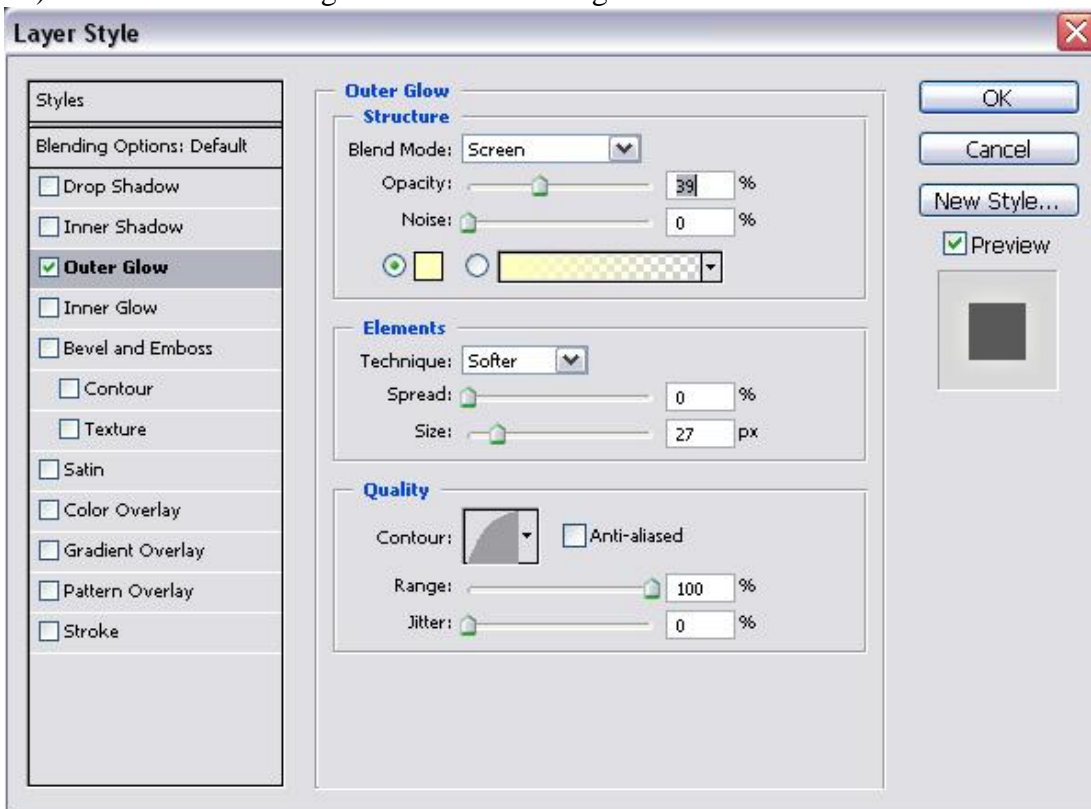 Layer Style
Styles
Blending Options: Default
Drop Shadow
Inner Shadow
Outer Glow
Inner Glow
Bevel and Emboss
Contour
Texture
Satin
Color Overlay
Gradient Overlay
Pattern Overlay
Stroke
Outer Glow
Structure
Blend Mode: Screen
Opacity: 39 %
Noise: 0 %
Elements
Technique: Softer
Spread: 0 %
Size: 27 px
Quality
Contour: Anti-aliased
Range: 100 %
Jitter: 0 %
OK
Cancel
New Style...
Preview